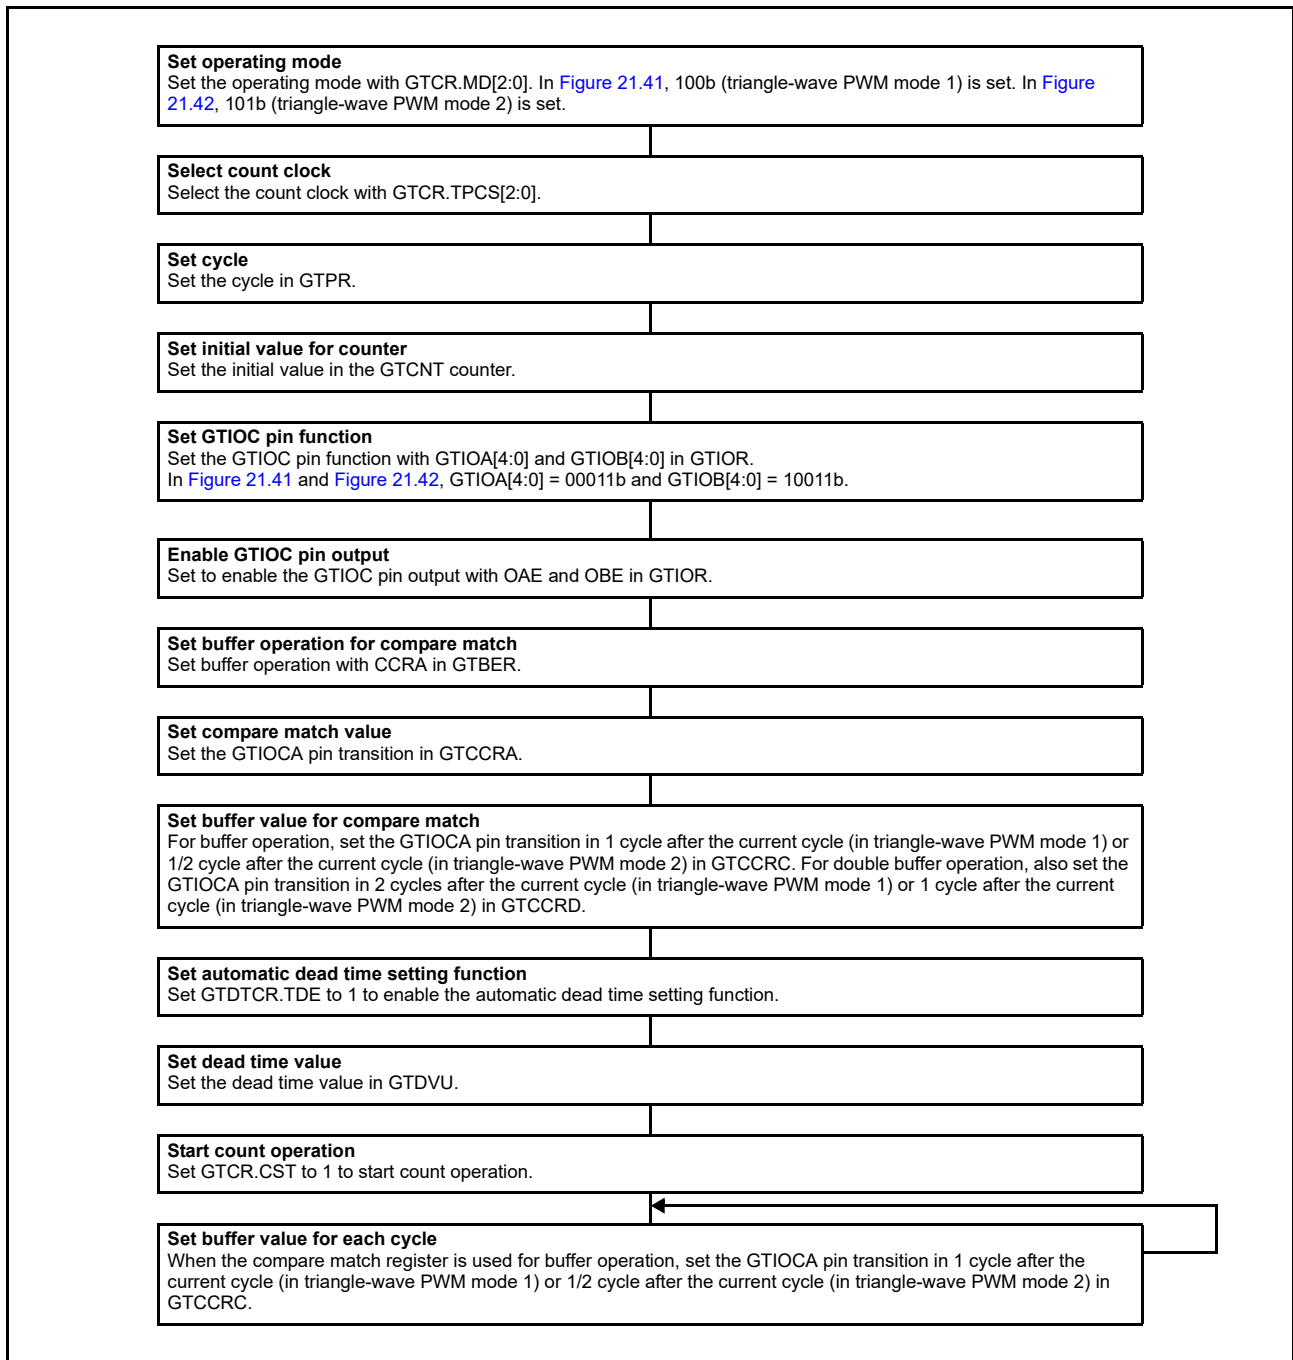 Set operating mode
Set the operating mode with GTCR.MD[2:0]. In Figure 21.41, 100b (triangle-wave PWM mode 1) is set. In Figure
21.42, 101b (triangle-wave PWM mode 2) is set.
Select count clock
Select the count clock with GTCR.TPCS[2:0].
Set cycle
Set the cycle in GTPR.
Set initial value for counter
Set the initial value in the GTCNT counter.
Set GTIOC pin function
Set the GTIOC pin function with GTIOA[4:0] and GTIOB[4:0] in GTIOR.
In Figure 21.41 and Figure 21.42, GTIOA[4:0] = 00011b and GTIOB[4:0] = 10011b.
Enable GTIOC pin output
Set to enable the GTIOC pin output with OAE and OBE in GTIOR.
Set buffer operation for compare match
Set buffer operation with CCRA in GTBER.
Set compare match value
Set the GTIOCA pin transition in GTCCRA.
Set buffer value for compare match
For buffer operation, set the GTIOCA pin transition in 1 cycle after the current cycle (in triangle-wave PWM mode 1) or
1/2 cycle after the current cycle (in triangle-wave PWM mode 2) in GTCCRC. For double buffer operation, also set the
GTIOCA pin transition in 2 cycles after the current cycle (in triangle-wave PWM mode 1) or 1 cycle after the current
cycle (in triangle-wave PWM mode 2) in GTCCRD.
Set automatic dead time setting function
Set GTDTCR.TDE to 1 to enable the automatic dead time setting function.
Set dead time value
Set the dead time value in GTDVU.
Start count operation
Set GTCR.CST to 1 to start count operation.
Set buffer value for each cycle
When the compare match register is used for buffer operation, set the GTIOCA pin transition in 1 cycle after the
current cycle (in triangle-wave PWM mode 1) or 1/2 cycle after the current cycle (in triangle-wave PWM mode 2) in
GTCCRC.